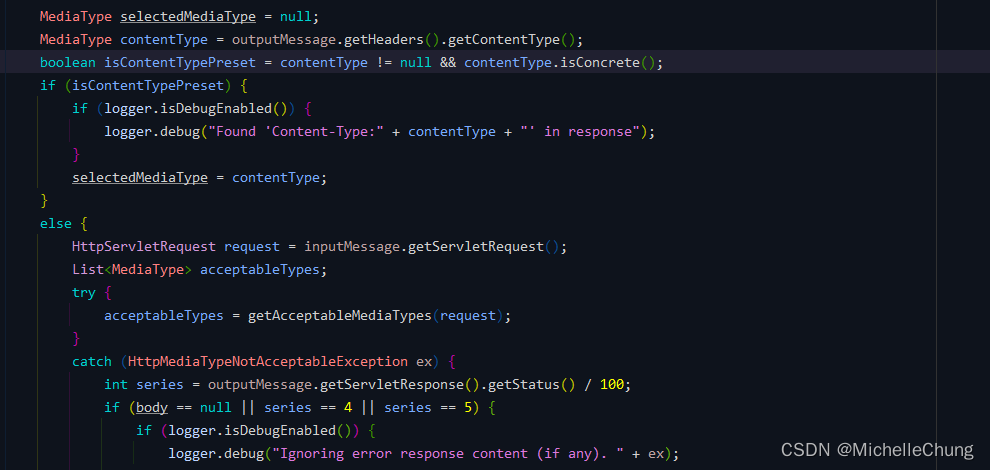 MediaType selectedMediaType = null;
MediaType contentType = outputMessage.getHeaders().getContentType();
boolean isContentTypePreset = contentType != null && contentType.isConcrete();
if (isContentTypePreset) {
if (logger.isDebugEnabled()) {
logger.debug("Found 'Content-Type:" + contentType + "' in response");
}
selectedMediaType = contentType;
}
else {
HttpServletRequest request = inputMessage.getServletRequest();
List<MediaType> acceptableTypes;
try {
acceptableTypes = getAcceptableMediaTypes(request);
}
catch (HttpMediaTypeNotAcceptableException ex) {
int series = outputMessage.getServletResponse().getStatus() / 100;
if (body == null || series == 4 || series == 5) {
if (logger.isDebugEnabled()) {
logger.debug("Ignoring error response content (if any). " + ex);
CSDN @MichelleChung